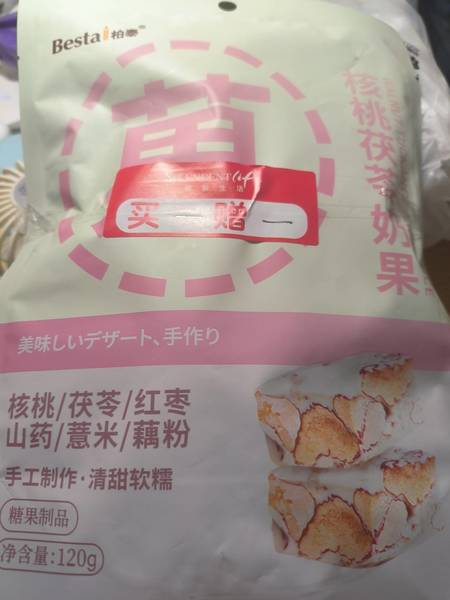 Besta 柏泰
核桃茯苓奶果
买一赠一
美味しいデザート、手作り
核桃/茯苓/红枣
山药/薏米/藕粉
手工制作·清甜软糯
糖果制品
净含量:120g